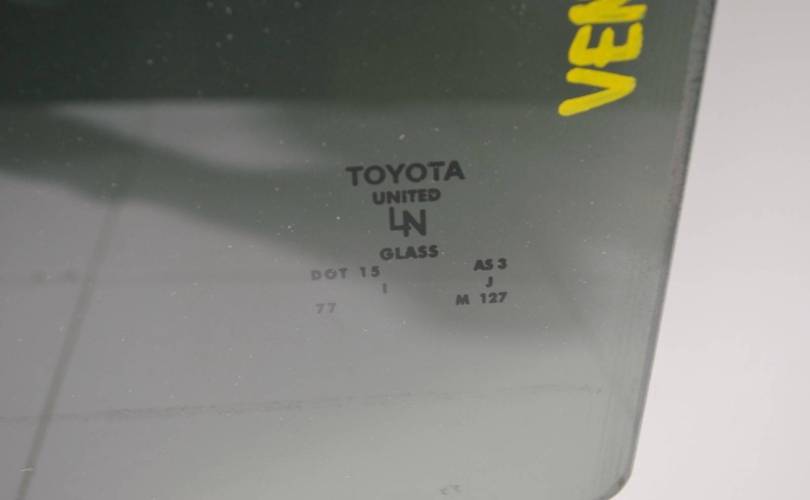 VEN
TOYOTA
UNITED
LN
GLASS
DOT 15 AS 3
I J
77 M 127